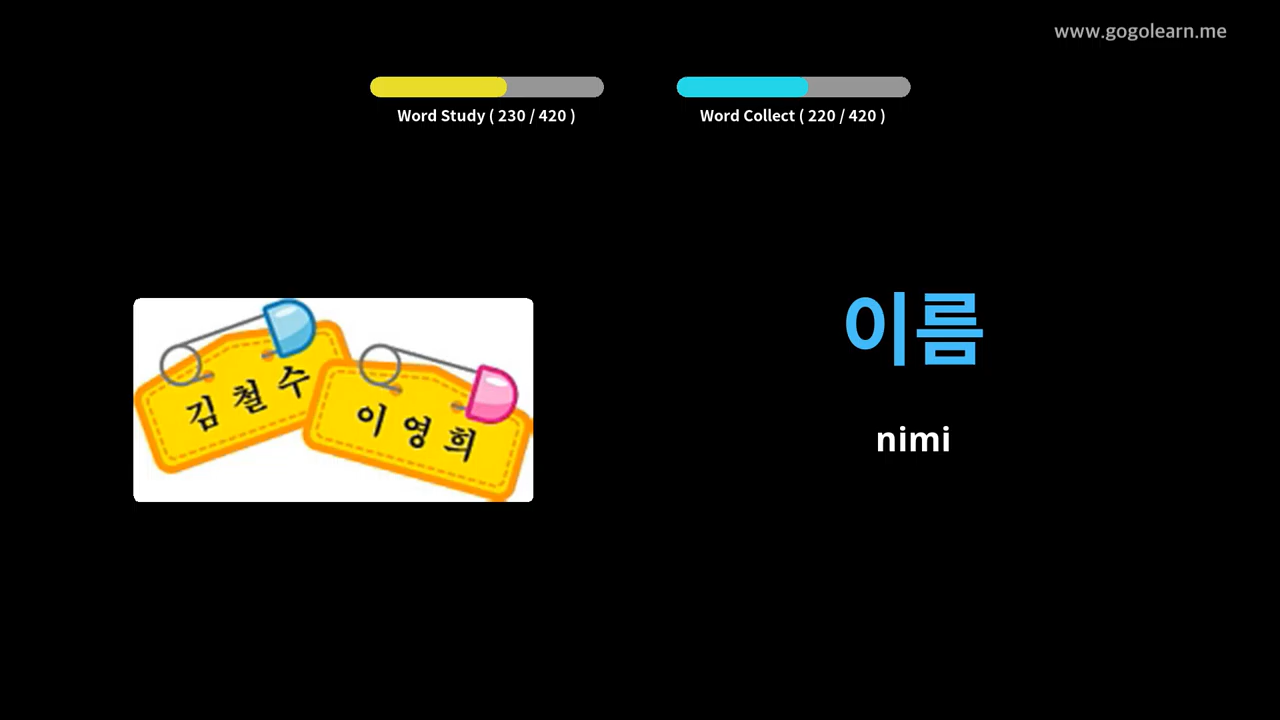 www.gogolearn.me
Word Study ( 230 / 420 )
Word Collect ( 220 / 420 )
김철수
이영희
이름
nimi